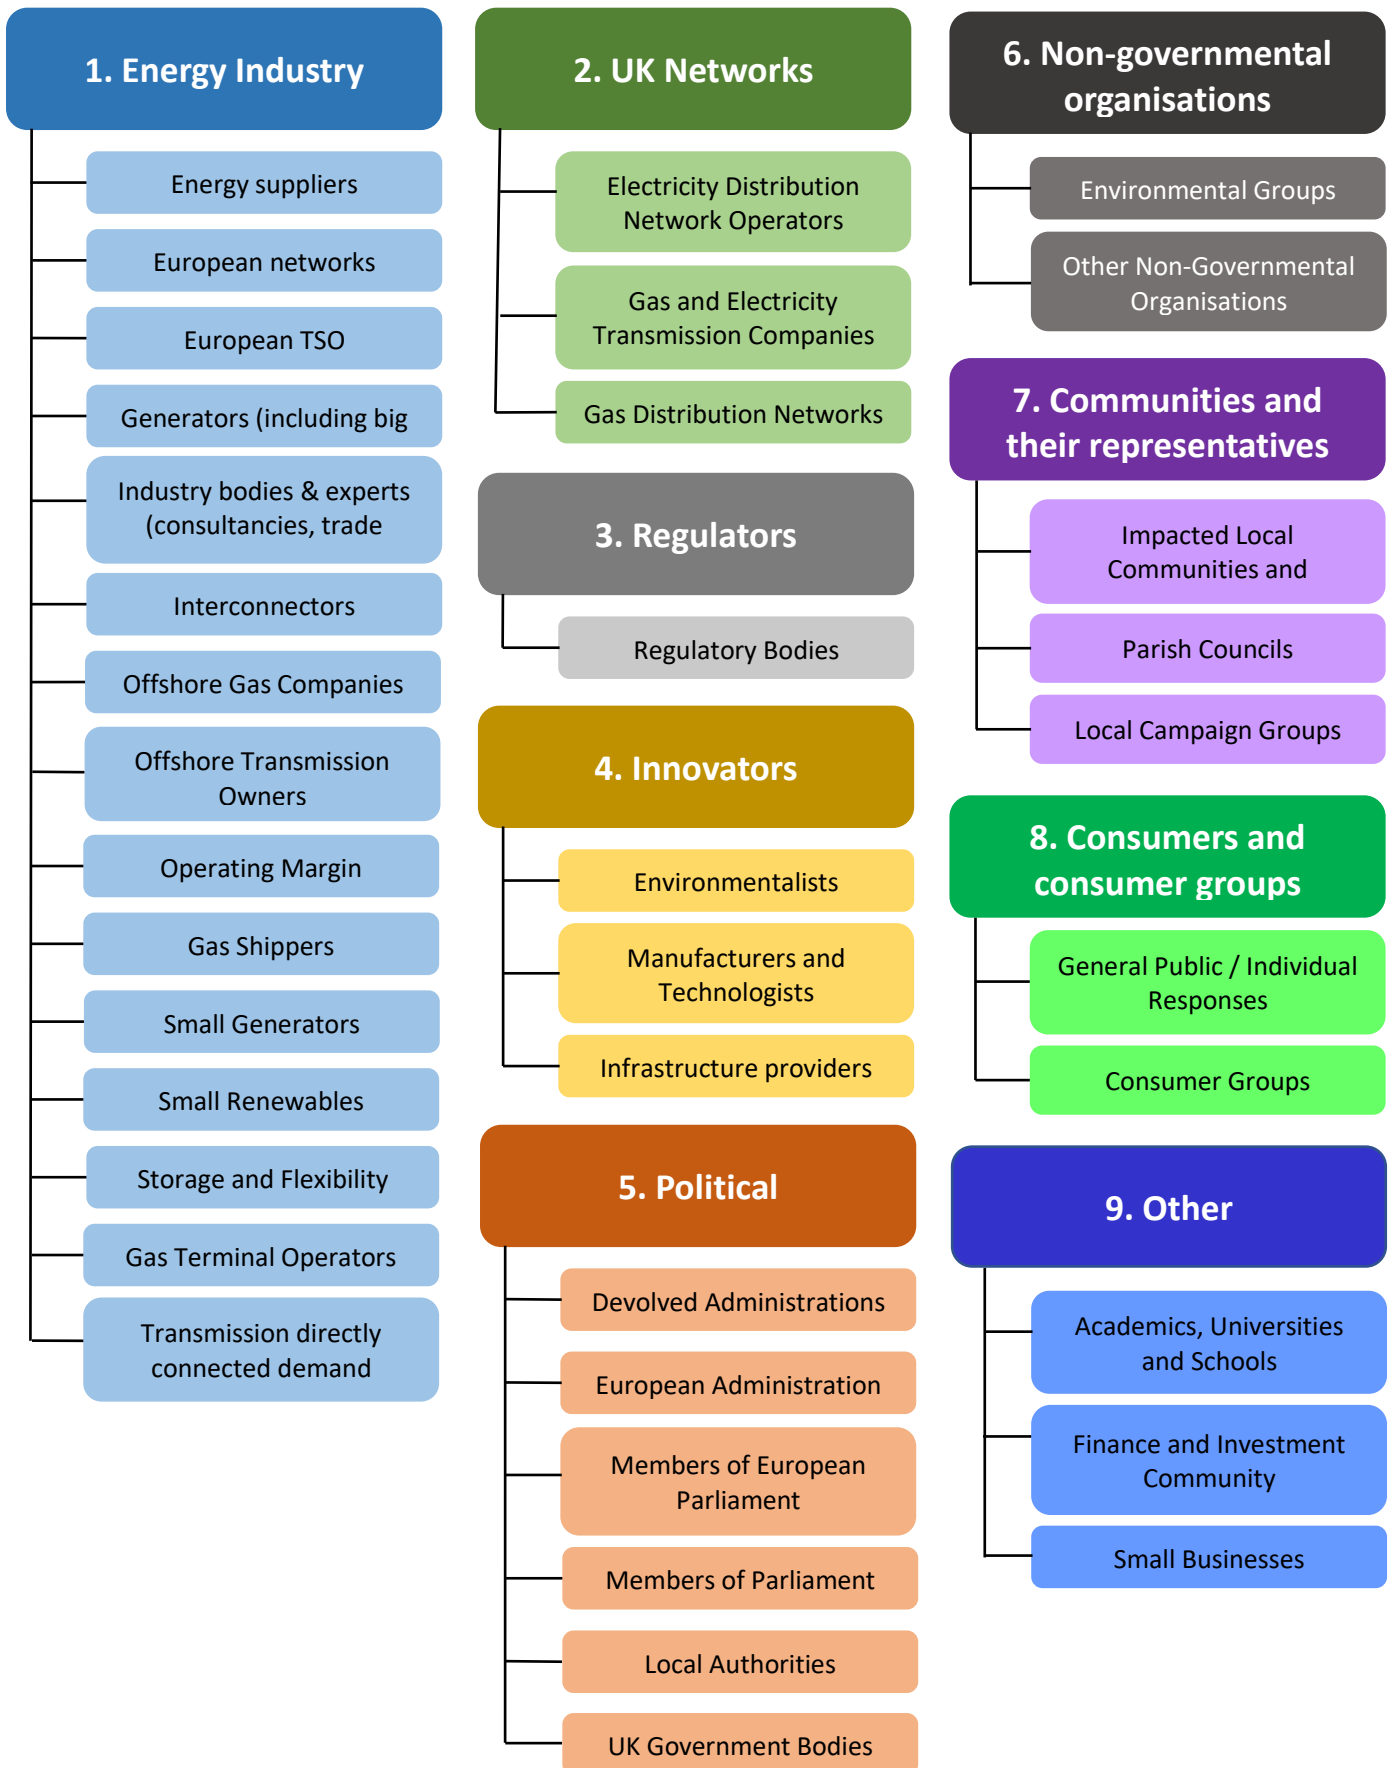 1. Energy Industry
Energy suppliers
European networks
European TSO
Generators (including big
Industry bodies & experts
(consultancies, trade
Interconnectors
Offshore Gas Companies
Offshore Transmission
Owners
Operating Margin
Gas Shippers
Small Generators
Small Renewables
Storage and Flexibility
Gas Terminal Operators
Transmission directly
connected demand
2. UK Networks
Electricity Distribution
Network Operators
Gas and Electricity
Transmission Companies
Gas Distribution Networks
3. Regulators
Regulatory Bodies
4. Innovators
Environmentalists
Manufacturers and
Technologists
Infrastructure providers
5. Political
Devolved Administrations
European Administration
Members of European
Parliament
Members of Parliament
Local Authorities
UK Government Bodies
6. Non-governmental
organisations
Environmental Groups
Other Non-Governmental
Organisations
7. Communities and
their representatives
Impacted Local
Communities and
Parish Councils
Local Campaign Groups
8. Consumers and
consumer groups
General Public / Individual
Responses
Consumer Groups
9. Other
Academics, Universities
and Schools
Finance and Investment
Community
Small Businesses